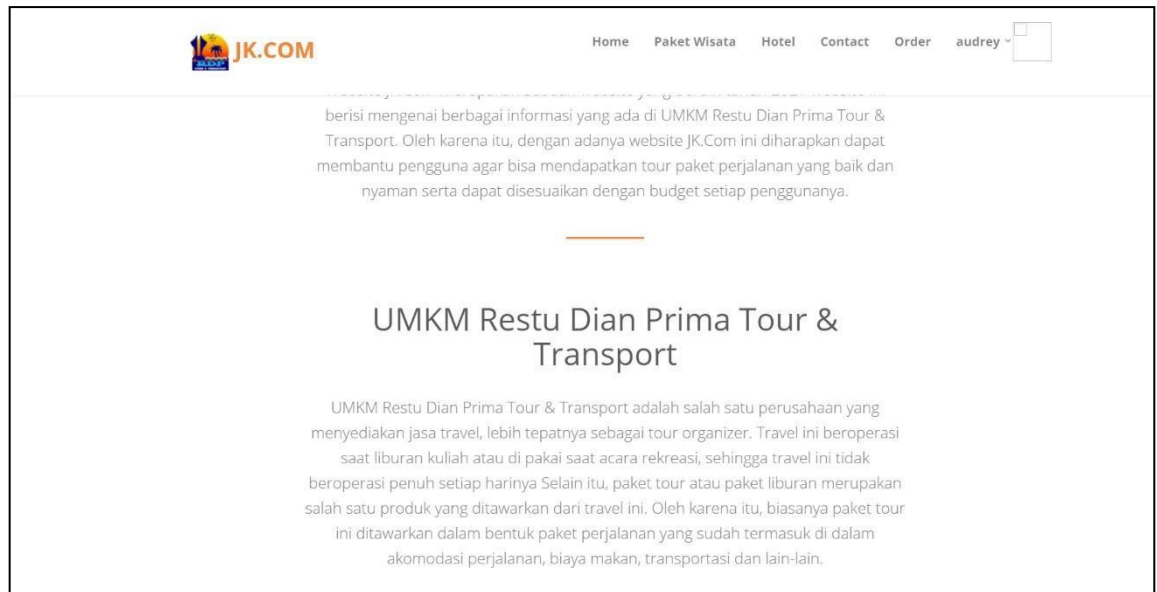 JK.COM
RDP
Home Paket Wisata Hotel Contact Order audrey
berisi mengenai berbagai informasi yang ada di UMKM Restu Dian Prima Tour &
Transport. Oleh karena itu, dengan adanya website JK.Com ini diharapkan dapat
membantu pengguna agar bisa mendapatkan tour paket perjalanan yang baik dan
nyaman serta dapat disesuaikan dengan budget setiap penggunanya.
UMKM Restu Dian Prima Tour &
Transport
UMKM Restu Dian Prima Tour & Transport adalah salah satu perusahaan yang
menyediakan jasa travel, lebih tepatnya sebagai tour organizer. Travel ini beroperasi
saat liburan kuliah atau di pakai saat acara rekreasi, sehingga travel ini tidak
beroperasi penuh setiap harinya Selain itu, paket tour atau paket liburan merupakan
salah satu produk yang ditawarkan dari travel ini. Oleh karena itu, biasanya paket tour
ini ditawarkan dalam bentuk paket perjalanan yang sudah termasuk di dalam
akomodasi perjalanan, biaya makan, transportasi dan lain-lain.